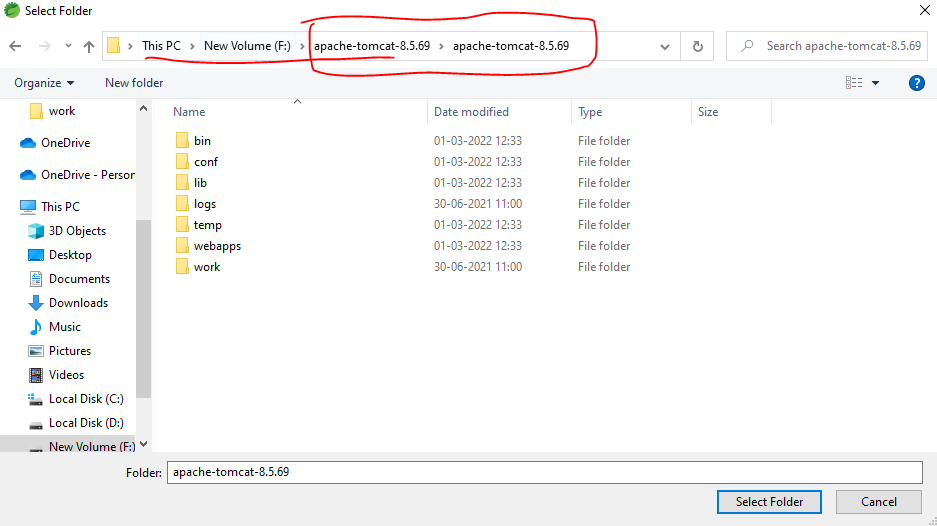 Select Folder
This PC New Volume (F:) apache-tomcat-8.5.69 apache-tomcat-8.5.69 Search apache-tomcat-8.5.69
Organize New folder ?
Name Date modified Type Size
work
OneDrive
OneDrive - Person
This PC
3D Objects
Desktop
Documents
Downloads
Music
Pictures
Videos
Local Disk (C:)
Local Disk (D:)
New Volume (F:)
bin 01-03-2022 12:33 File folder
conf 01-03-2022 12:33 File folder
lib 01-03-2022 12:33 File folder
logs 30-06-2021 11:00 File folder
temp 01-03-2022 12:33 File folder
webapps 01-03-2022 12:33 File folder
work 30-06-2021 11:00 File folder
Folder: apache-tomcat-8.5.69
Select Folder Cancel